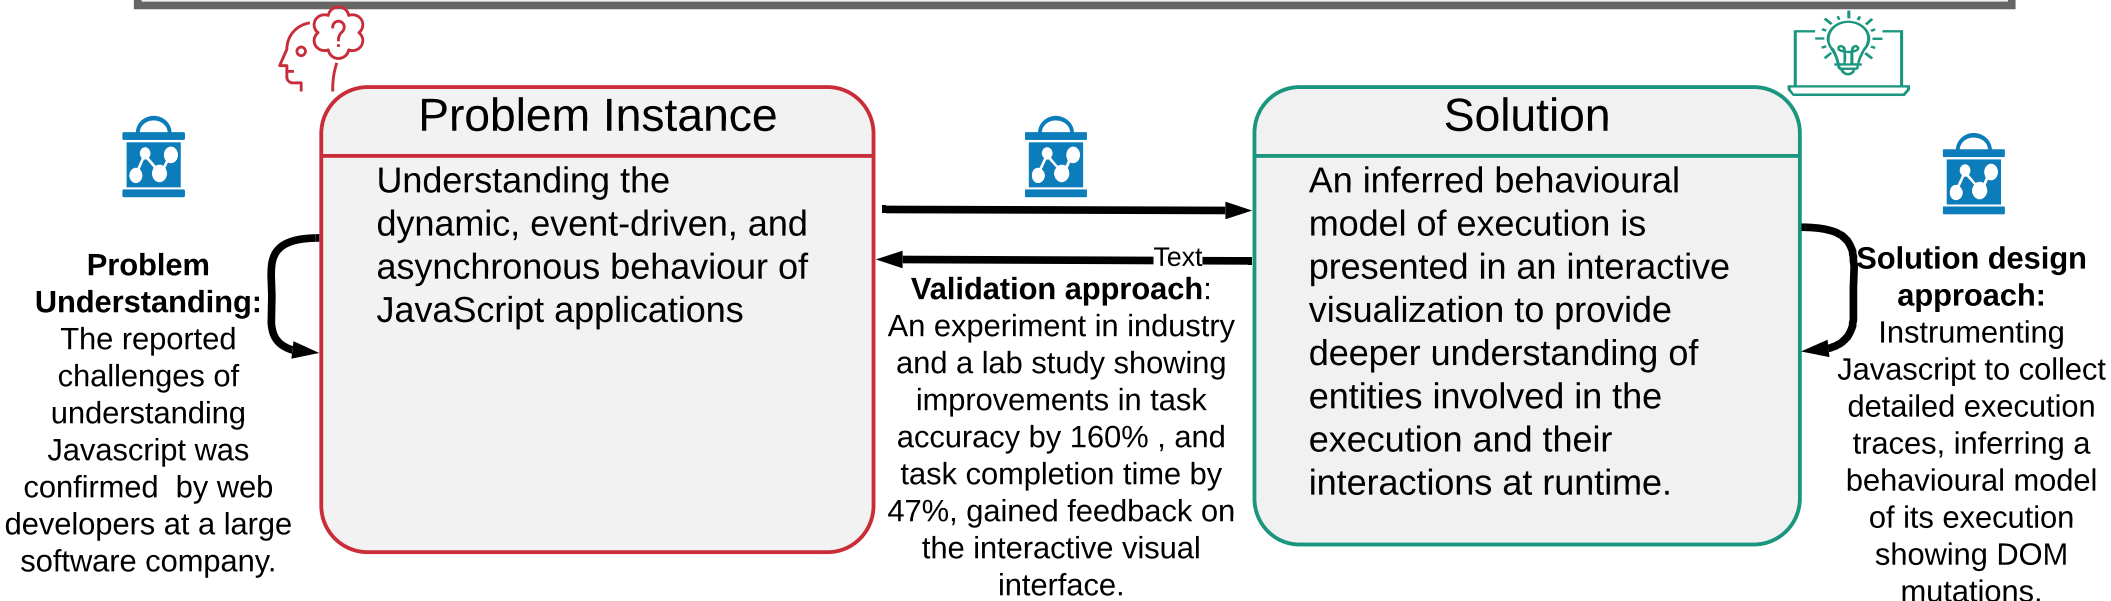 Problem Instance
Understanding the
dynamic, event-driven, and
asynchronous behaviour of
JavaScript applications
Solution
An inferred behavioural
model of execution is
presented in an interactive
visualization to provide
deeper understanding of
entities involved in the
execution and their
interactions at runtime.
Problem
Understanding:
The reported
challenges of
understanding
Javascript was
confirmed  by web
developers at a large
software company.
Text
Validation approach:
An experiment in industry
and a lab study showing
improvements in task
accuracy by 160% , and
task completion time by
47%, gained feedback on
the interactive visual
interface.
Solution design
approach:
Instrumenting
Javascript to collect
detailed execution
traces, inferring a
behavioural model
of its execution
showing DOM
mutations.
?